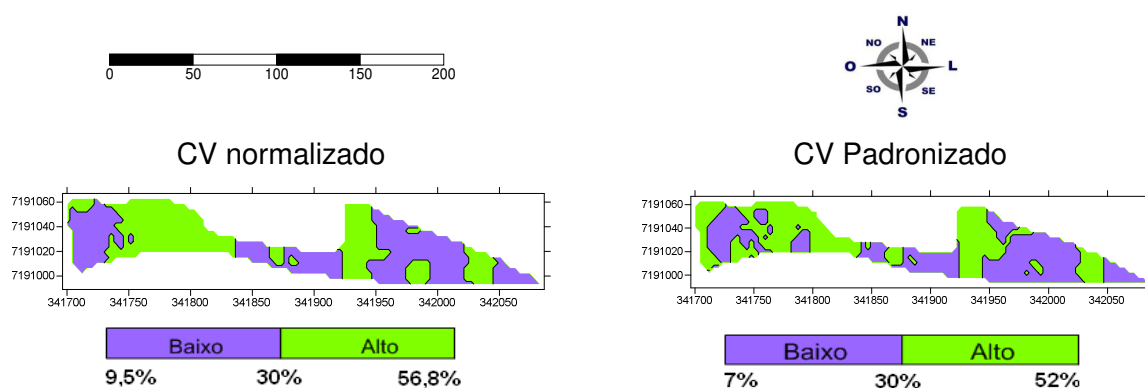 0 50 100 150 200
N
NO NE
O L
SO SE
S
CV normalizado
7191060
7191040
7191020
7191000
341700 341750 341800 341850 341900 341950 342000 342050
Baixo Alto
9,5% 30% 56,8%
CV Padronizado
7191060
7191040
7191020
7191000
341700 341750 341800 341850 341900 341950 342000 342050
Baixo Alto
7% 30% 52%